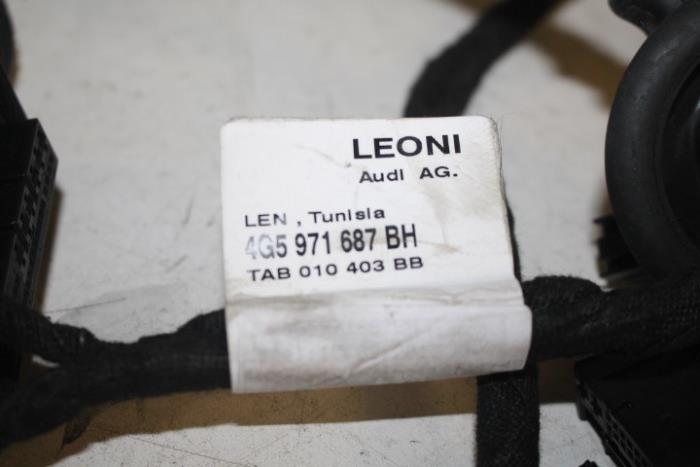 LEONI
Audi AG.
LEN , Tunisia
4G5 971 687 BH
TAB 010 403 BB